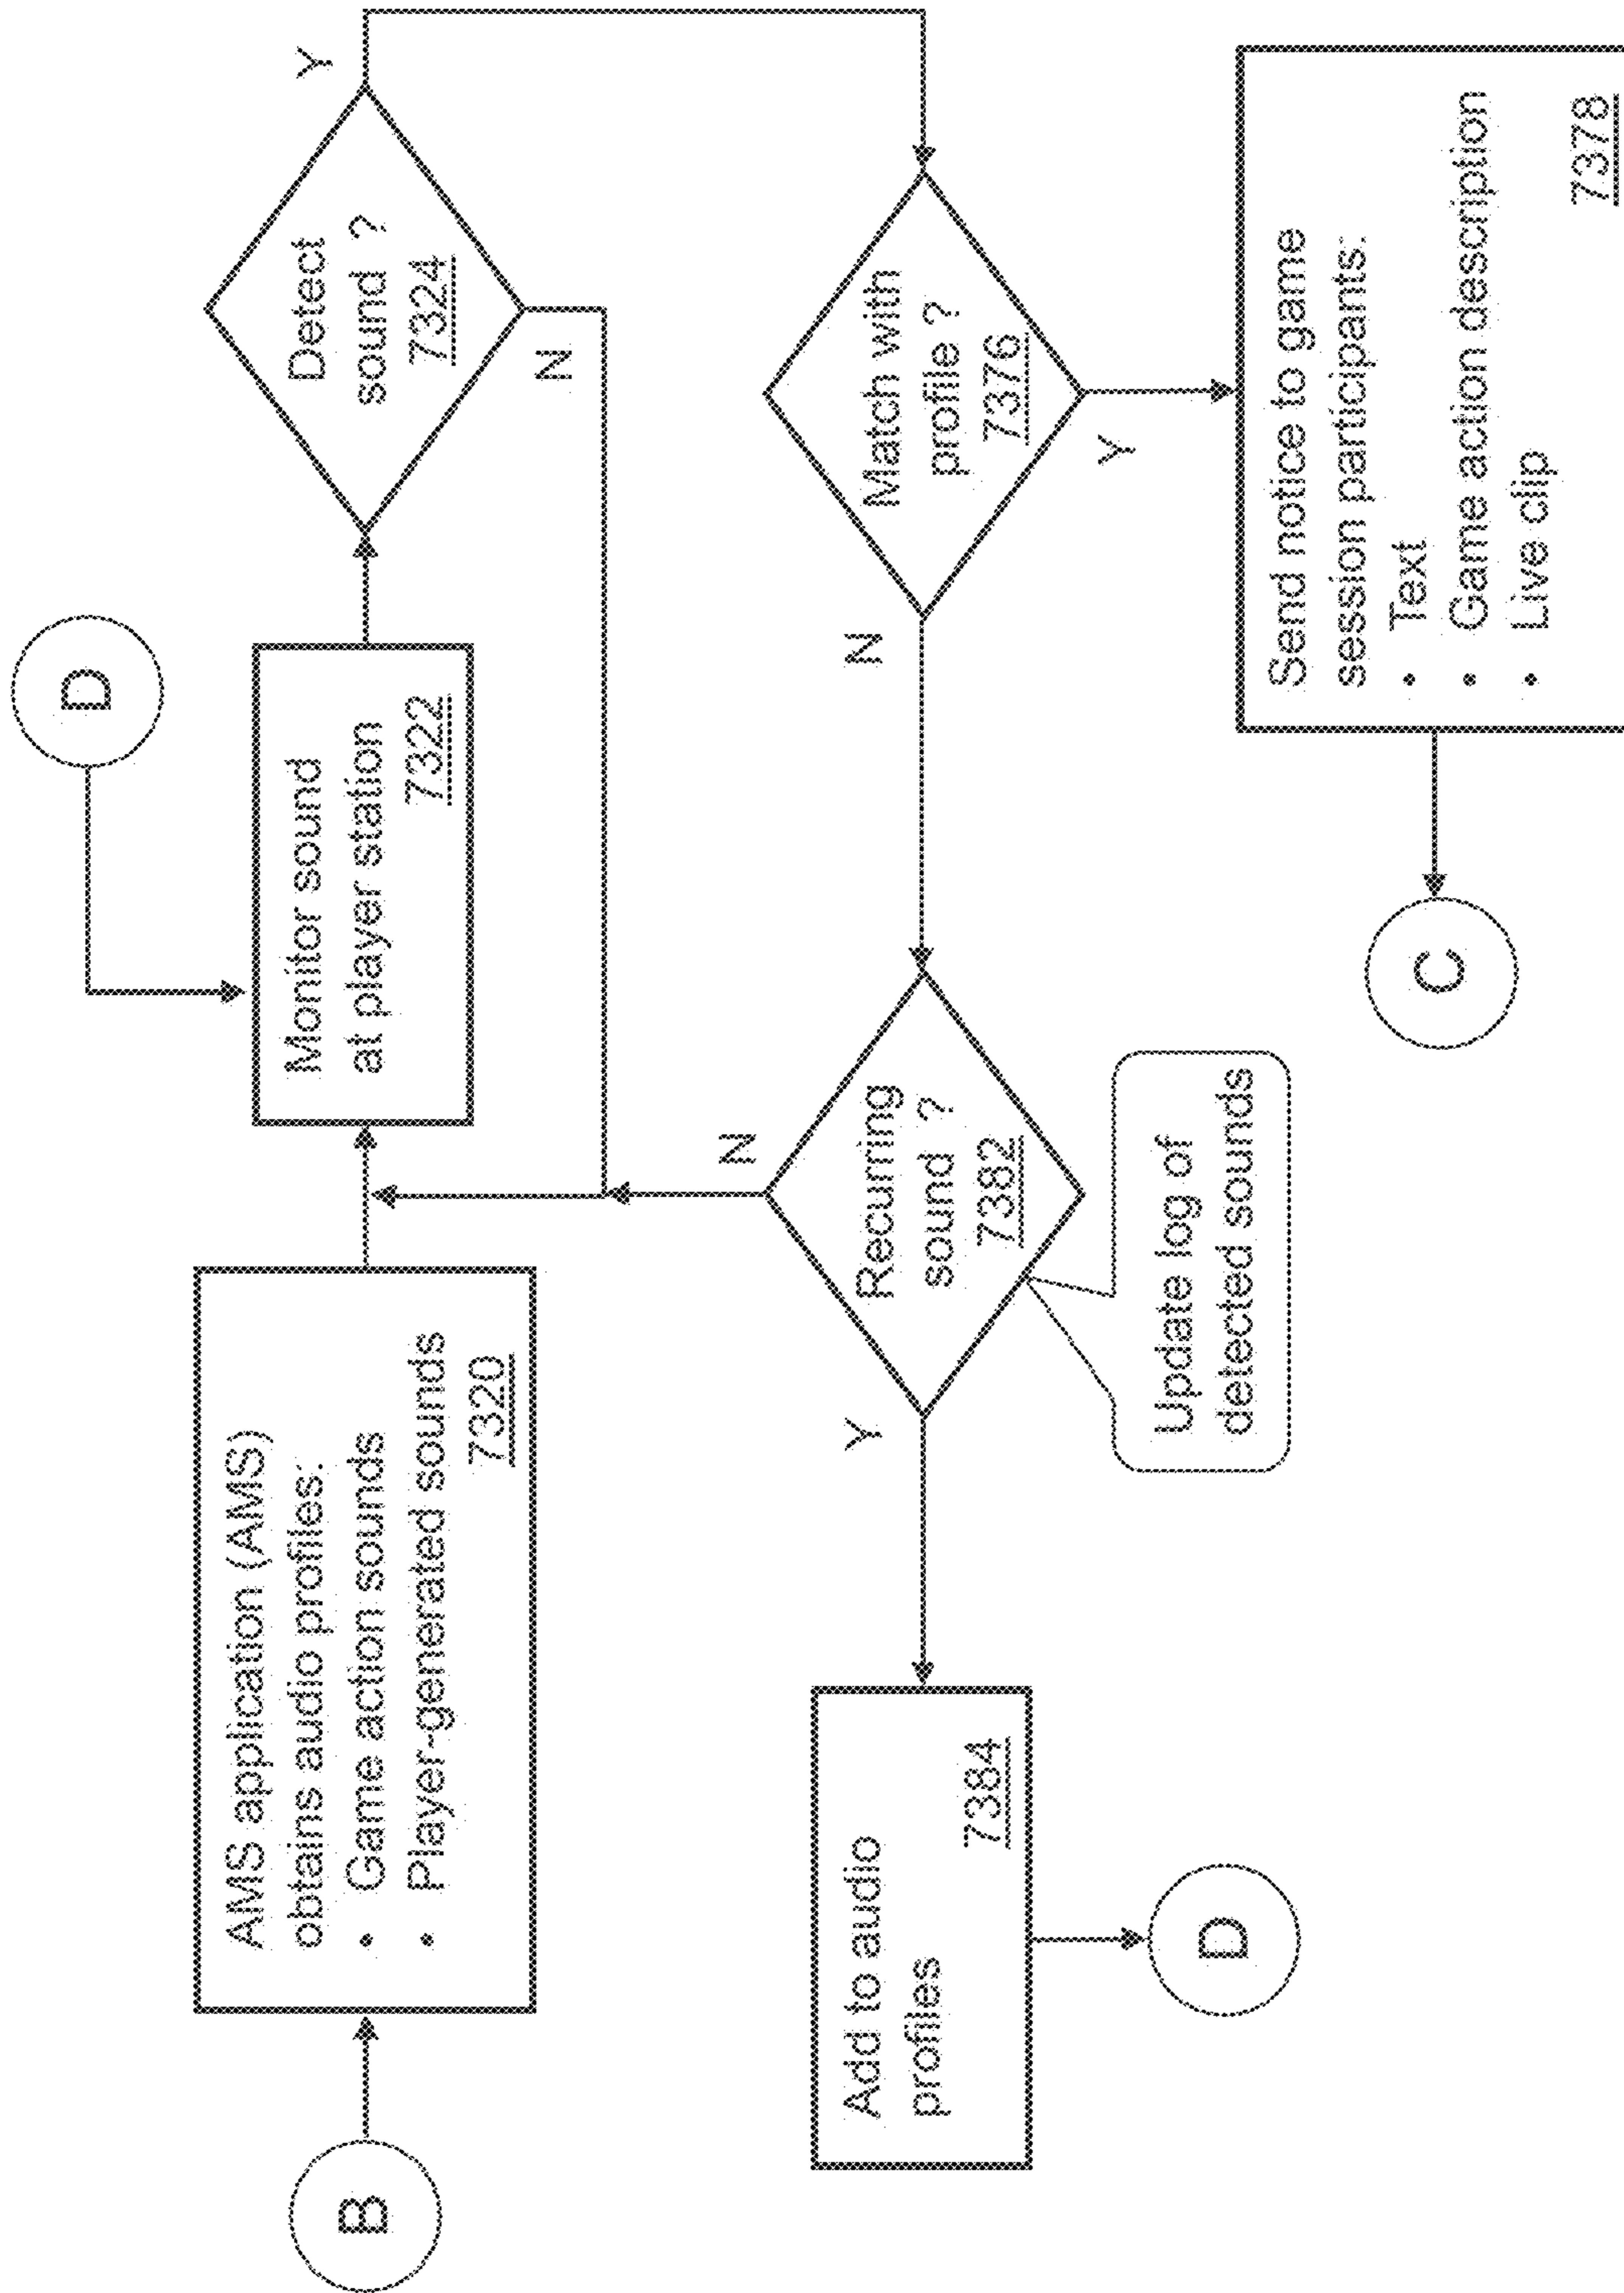 B
AMS application (AMS)
obtains audio profiles:
• Game action sounds
• Player-generated sounds
7320
D
Monitor sound
at player station
7322
Detect
sound ?
7324
Y
N
Match with
profile ?
7376
N
Y
Recurring
sound ?
7382
N
Y
Update log of
detected sounds
Add to audio
profiles
7384
D
Send notice to game
session participants:
• Text
• Game action description
• Live clip
7378
C